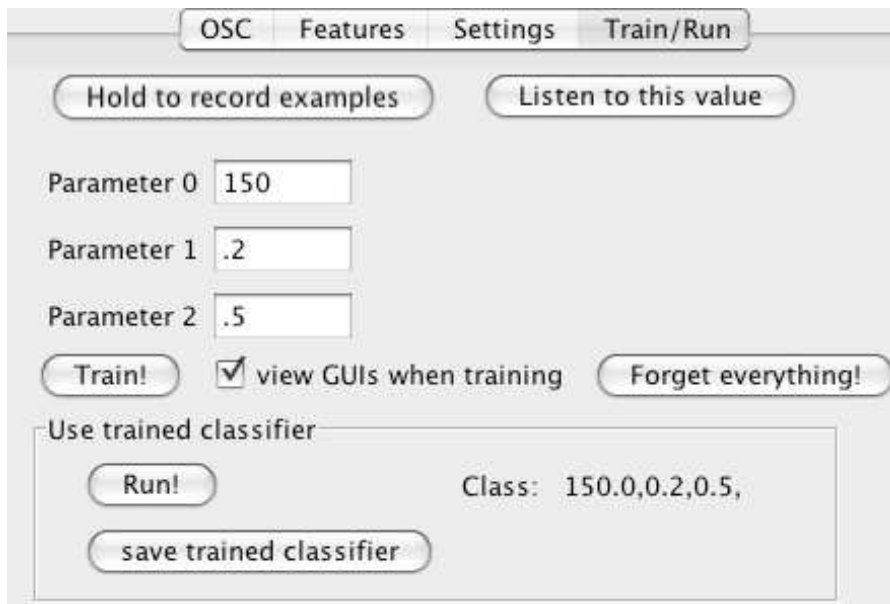 OSC Features Settings Train/Run
Hold to record examples Listen to this value
Parameter 0 150
Parameter 1 .2
Parameter 2 .5
Train! view GUIs when training Forget everything!
Use trained classifier
Run! Class: 150.0,0.2,0.5,
save trained classifier